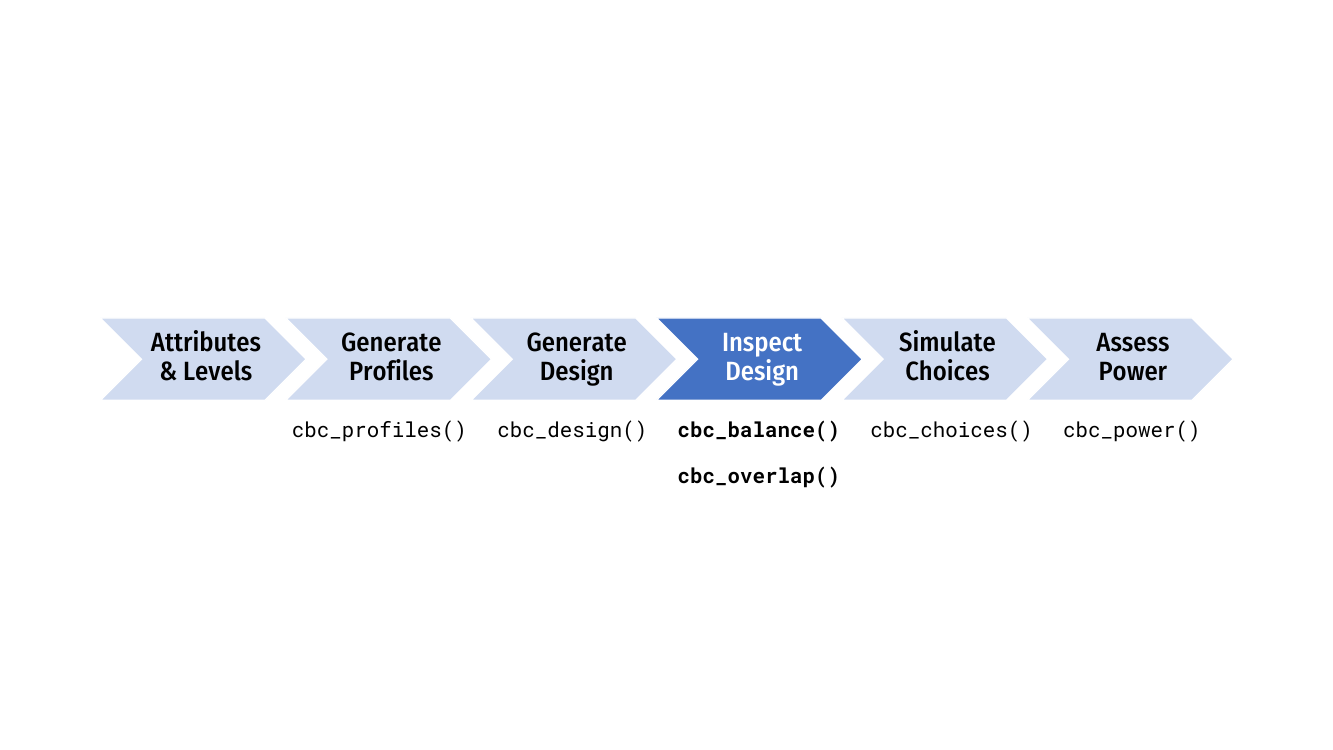 Attributes
& Levels
Generate
Profiles
Generate
Design
Inspect
Design
Simulate
Choices
Assess
Power
cbc_profiles()
cbc_design()
cbc_balance()
cbc_overlap()
cbc_choices()
cbc_power()